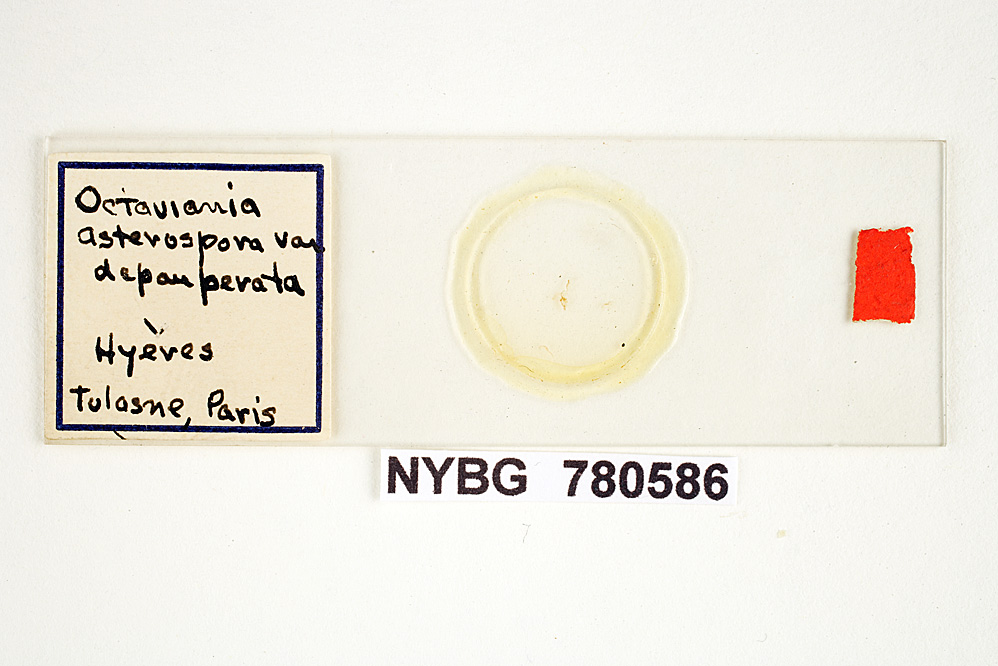 Octaviania
asterospora var
depauperata
Hyères
Tulasne, Paris
NYBG 780586